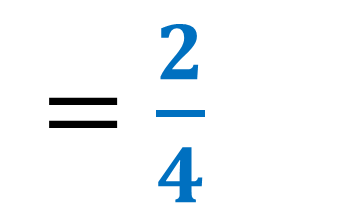 = 2/4